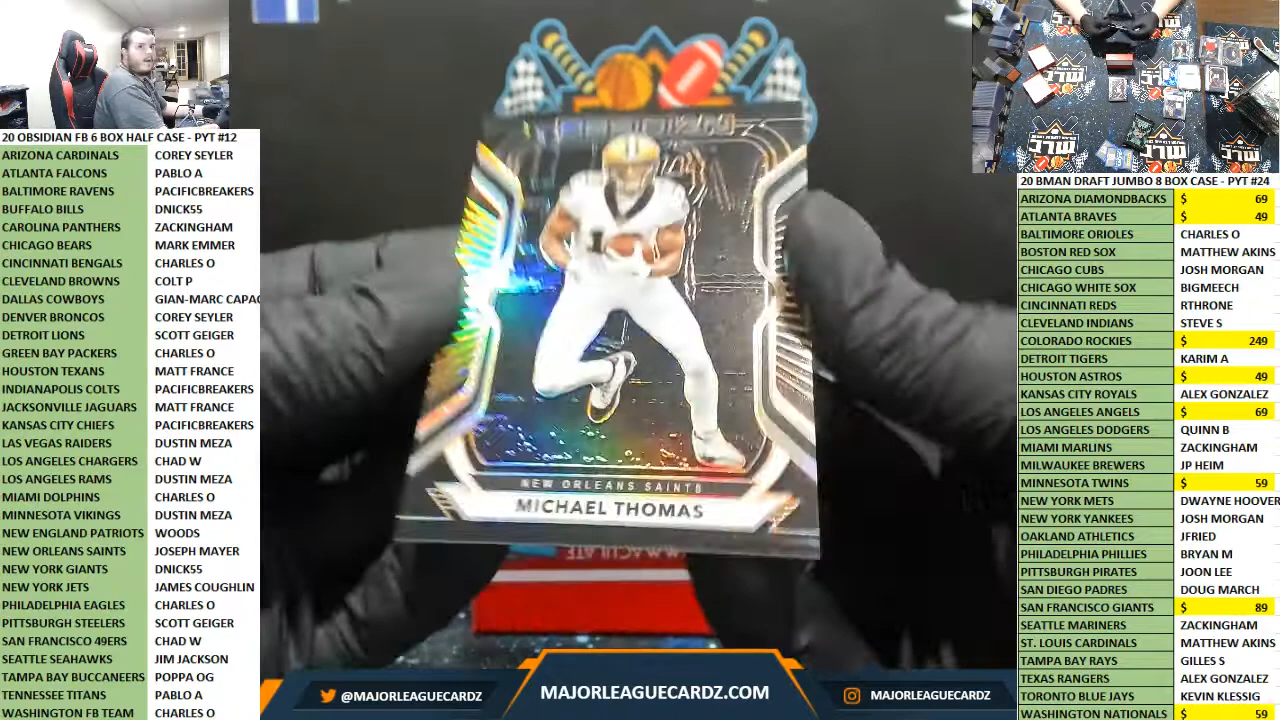 20 OBSIDIAN FB 6 BOX HALF CASE - PYT #12
ARIZONA CARDINALS COREY SEYLER
ATLANTA FALCONS PABLO A
BALTIMORE RAVENS PACIFICBREAKERS
BUFFALO BILLS DNICK55
CAROLINA PANTHERS ZACKINGHAM
CHICAGO BEARS MARK EMMER
CINCINNATI BENGALS CHARLES O
CLEVELAND BROWNS COLT P
DALLAS COWBOYS GIAN-MARC CAPAC
DENVER BRONCOS COREY SEYLER
DETROIT LIONS SCOTT GEIGER
GREEN BAY PACKERS CHARLES O
HOUSTON TEXANS MATT FRANCE
INDIANAPOLIS COLTS PACIFICBREAKERS
JACKSONVILLE JAGUARS MATT FRANCE
KANSAS CITY CHIEFS PACIFICBREAKERS
LAS VEGAS RAIDERS DUSTIN MEZA
LOS ANGELES CHARGERS CHAD W
LOS ANGELES RAMS DUSTIN MEZA
MIAMI DOLPHINS CHARLES O
MINNESOTA VIKINGS DUSTIN MEZA
NEW ENGLAND PATRIOTS WOODS
NEW ORLEANS SAINTS JOSEPH MAYER
NEW YORK GIANTS DNICK55
NEW YORK JETS JAMES COUGHLIN
PHILADELPHIA EAGLES CHARLES O
PITTSBURGH STEELERS SCOTT GEIGER
SAN FRANCISCO 49ERS CHAD W
SEATTLE SEAHAWKS JIM JACKSON
TAMPA BAY BUCCANEERS POPPA OG
TENNESSEE TITANS PABLO A
WASHINGTON FB TEAM CHARLES O
NEW ORLEANS SAINTS
MICHAEL THOMAS
IMMACULATE
@MAJORLEAGUECARDZ
MAJORLEAGUECARDZ.COM
MAJORLEAGUECARDZ
20 BMAN DRAFT JUMBO 8 BOX CASE - PYT #24
ARIZONA DIAMONDBACKS $ 69
ATLANTA BRAVES $ 49
BALTIMORE ORIOLES CHARLES O
BOSTON RED SOX MATTHEW AKINS
CHICAGO CUBS JOSH MORGAN
CHICAGO WHITE SOX BIGMEECH
CINCINNATI REDS RTHRONE
CLEVELAND INDIANS STEVE S
COLORADO ROCKIES $ 249
DETROIT TIGERS KARIM A
HOUSTON ASTROS $ 49
KANSAS CITY ROYALS ALEX GONZALEZ
LOS ANGELES ANGELS $ 69
LOS ANGELES DODGERS QUINN B
MIAMI MARLINS ZACKINGHAM
MILWAUKEE BREWERS JP HEIM
MINNESOTA TWINS $ 59
NEW YORK METS DWAYNE HOOVER
NEW YORK YANKEES JOSH MORGAN
OAKLAND ATHLETICS JFRIED
PHILADELPHIA PHILLIES BRYAN M
PITTSBURGH PIRATES JOON LEE
SAN DIEGO PADRES DOUG MARCH
SAN FRANCISCO GIANTS $ 89
SEATTLE MARINERS ZACKINGHAM
ST. LOUIS CARDINALS MATTHEW AKINS
TAMPA BAY RAYS GILLES S
TEXAS RANGERS ALEX GONZALEZ
TORONTO BLUE JAYS KEVIN KLESSIG
WASHINGTON NATIONALS $ 59